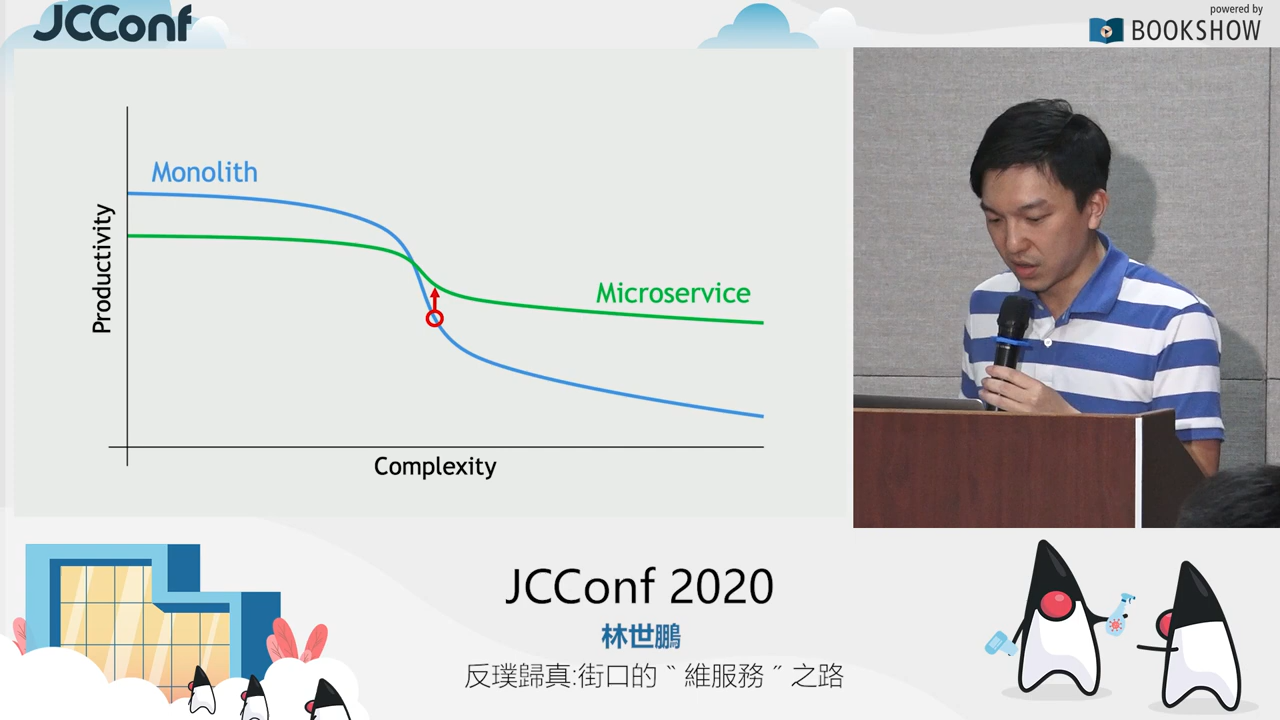 JCConf
powered by
BOOKSHOW
Monolith
Productivity
Microservice
Complexity
JCConf 2020
林世鵬
反璞歸真:街口的〝維服務〞之路